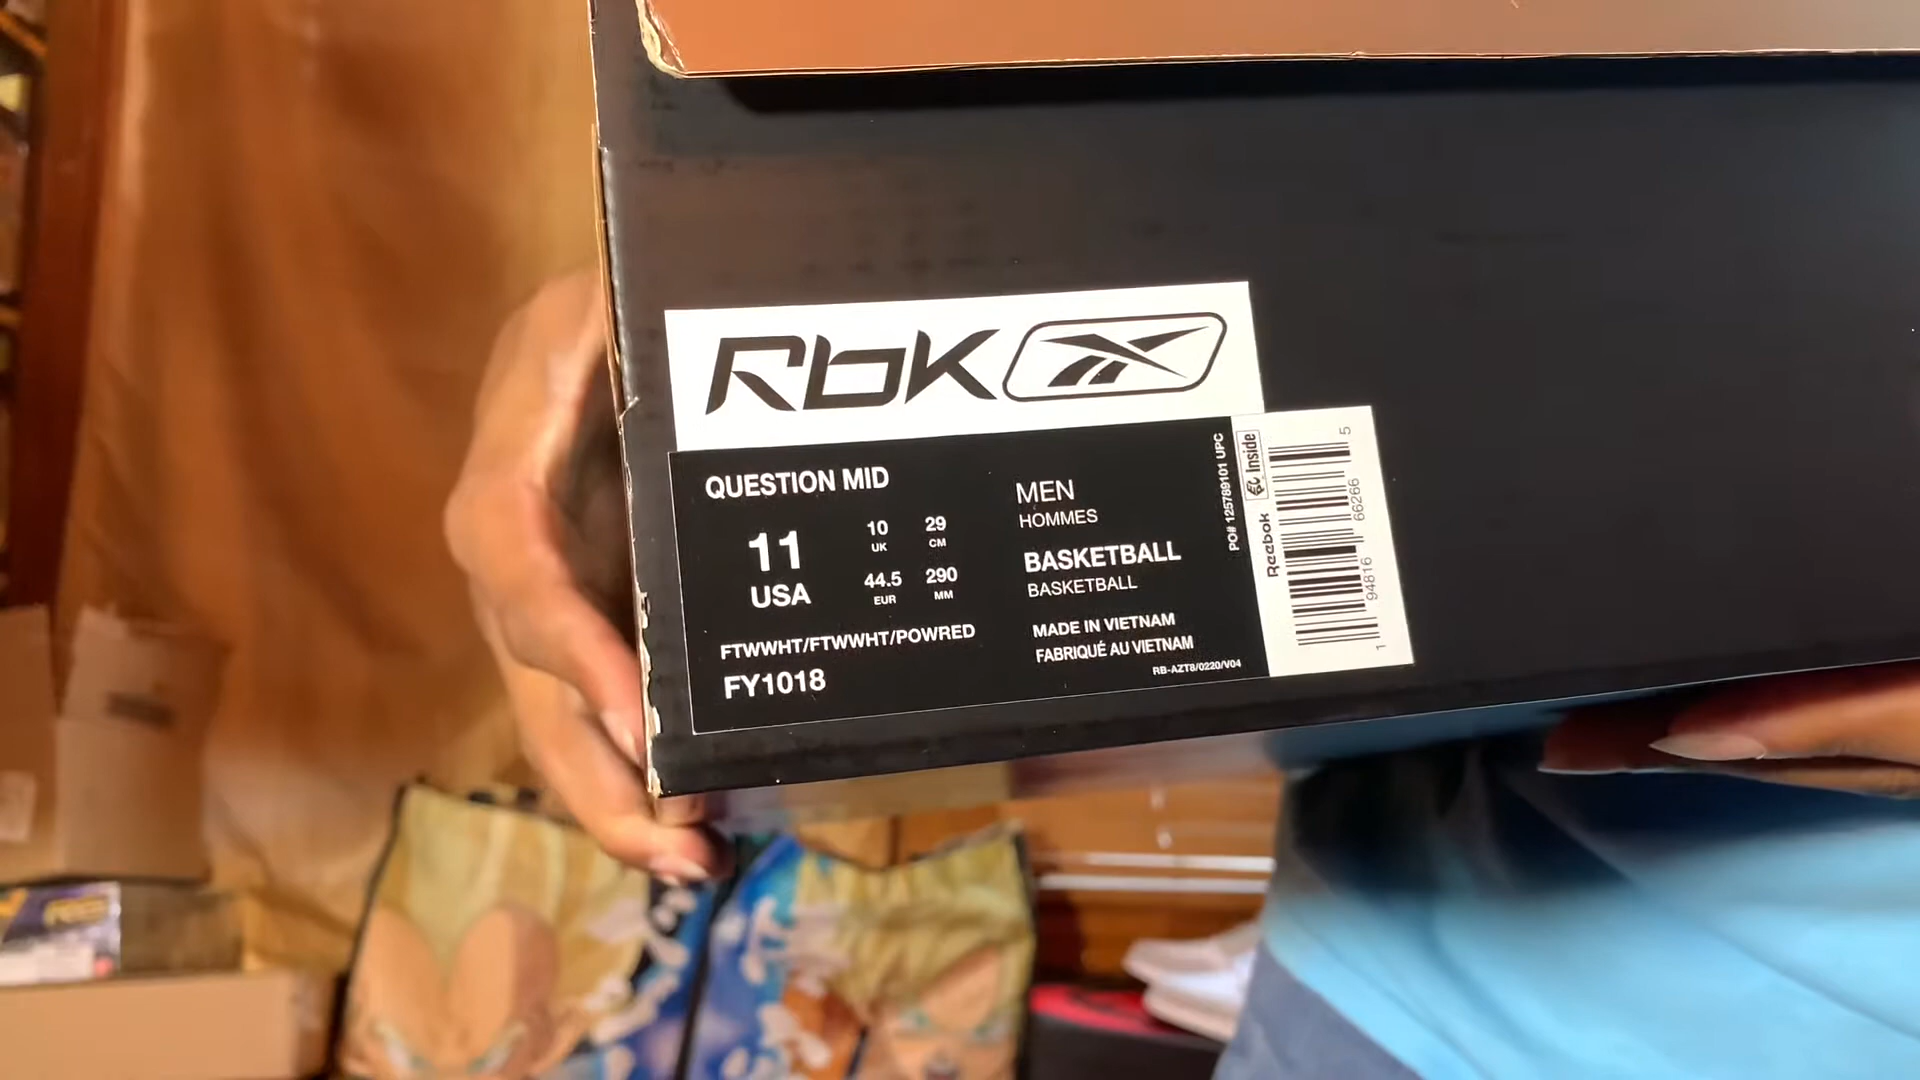 Rbk
QUESTION MID
11
USA
10
UK
29
CM
44.5
EUR
290
MM
FTWWHT/FTWWHT/POWRED
FY1018
MEN
HOMMES
BASKETBALL
BASKETBALL
MADE IN VIETNAM
FABRIQUÉ AU VIETNAM
RB-AZT8/0220/V04
PO# 125789101 UPC
Reebok
Inside
1 94816 66266 5